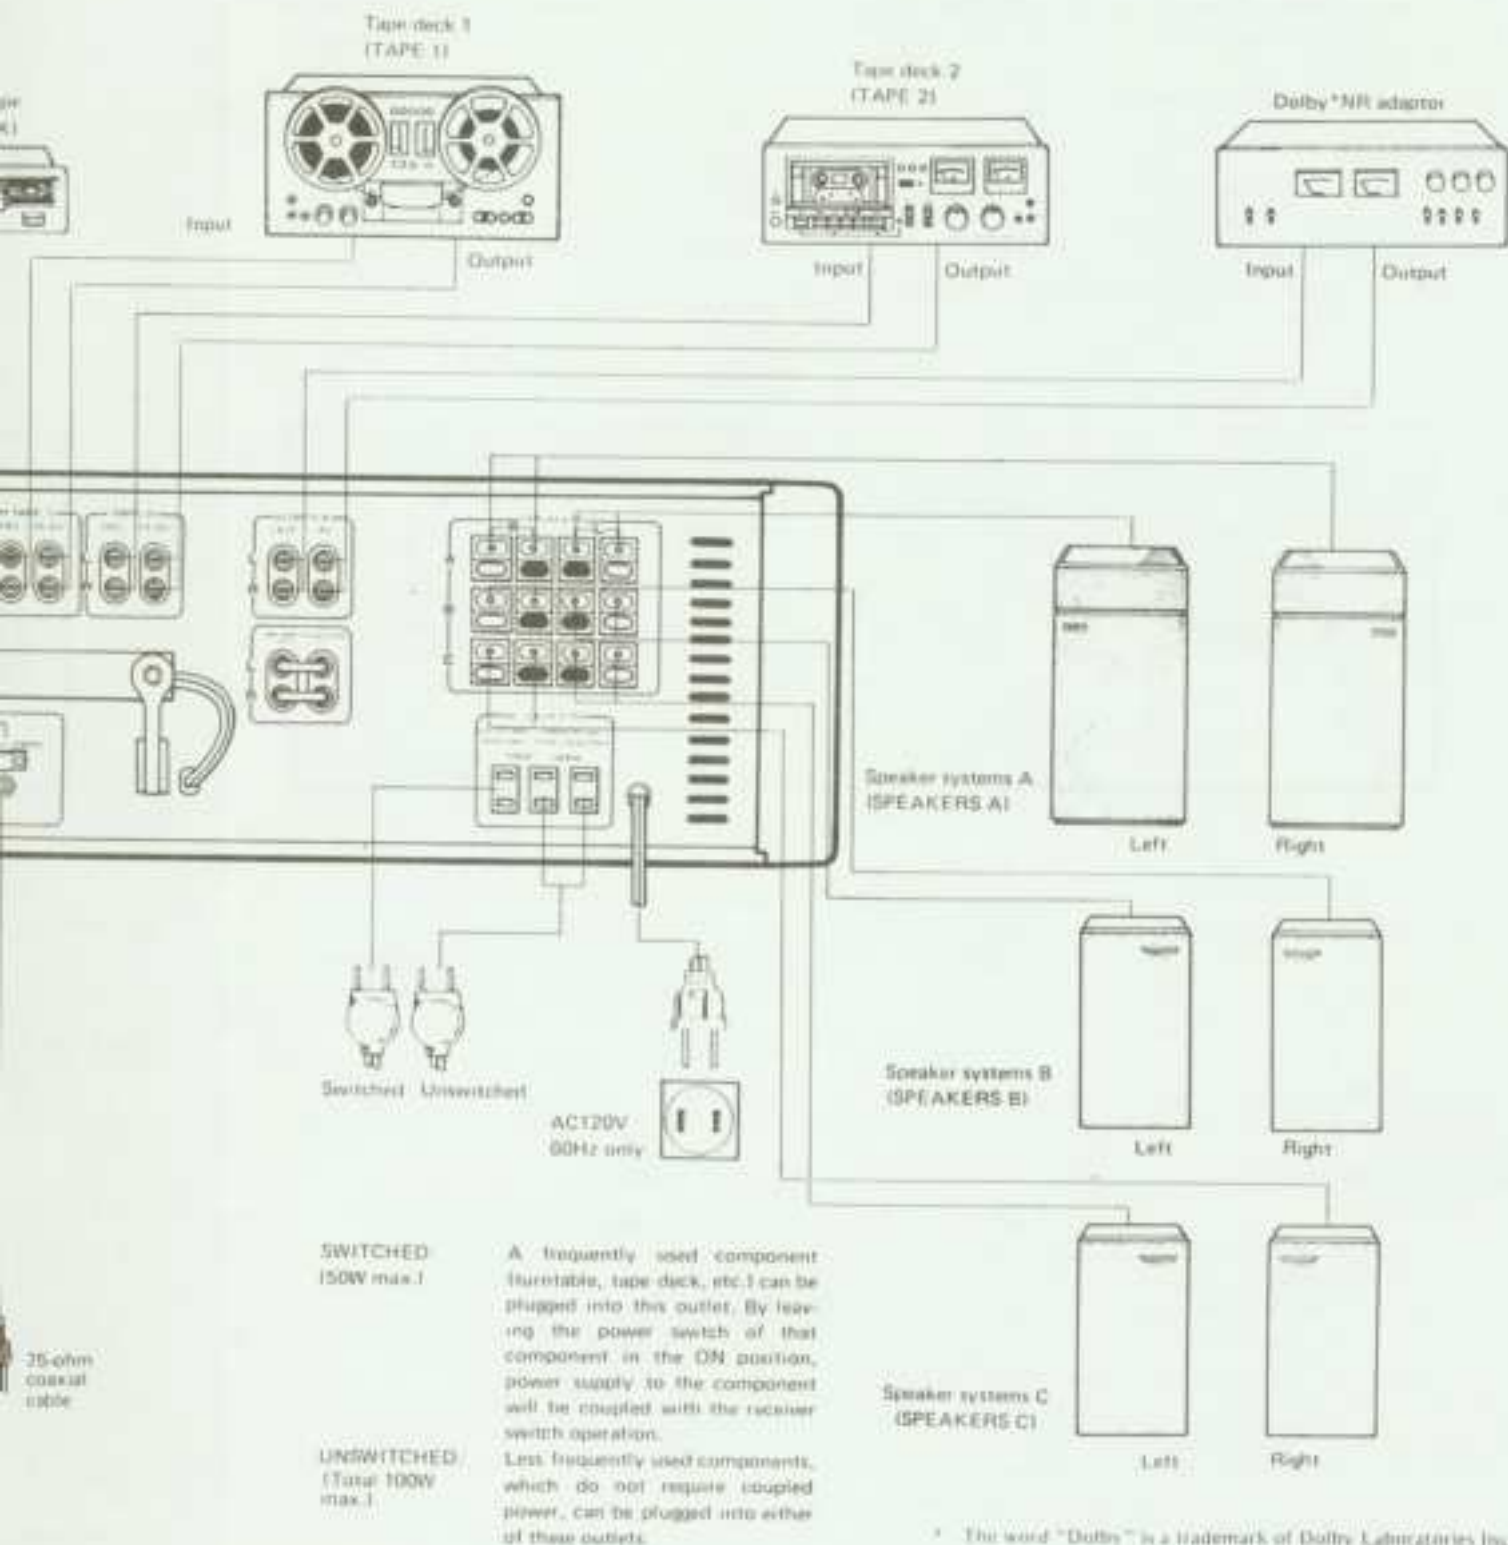 Tape deck 1
(TAPE 1)
Tape deck 2
(TAPE 2)
Dolby*NR adaptor
Input
Output
Input
Output
Input
Output
Speaker systems A
(SPEAKERS A)
Left
Right
Switched
Unswitched
AC120V
60Hz only
Speaker systems B
(SPEAKERS B)
Left
Right
SWITCHED
(50W max.)
A frequently used component
(turntable, tape deck, etc.) can be
plugged into this outlet. By leav-
ing the power switch of that
component in the ON position,
power supply to the component
will be coupled with the receiver
switch operation.
UNSWITCHED
(Total 100W
max.)
Less frequently used components,
which do not require coupled
power, can be plugged into either
of these outlets.
75-ohm
coaxial
cable
Speaker systems C
(SPEAKERS C)
Left
Right
* The word "Dolby" is a trademark of Dolby Laboratories Inc.